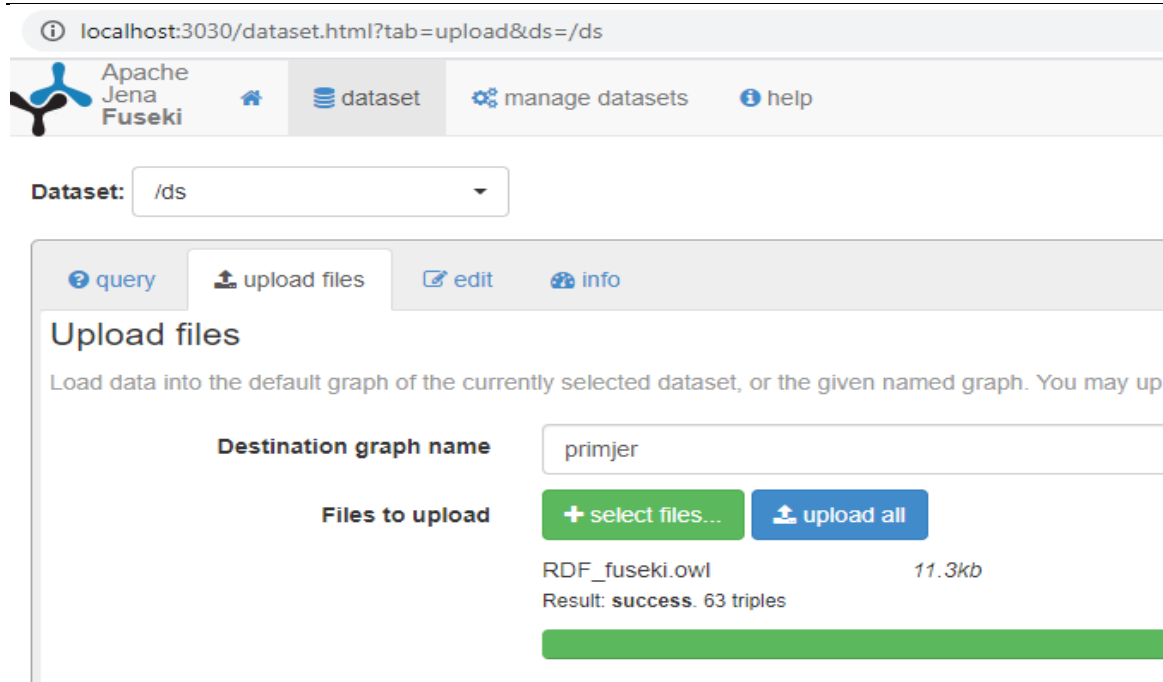 localhost:3030/dataset.html?tab=upload&ds=/ds
Apache
Jena
Fuseki
dataset
manage datasets
help
Dataset:
/ds
query
upload files
edit
info
Upload files
Load data into the default graph of the currently selected dataset, or the given named graph. You may up
Destination graph name
primjer
Files to upload
+ select files...
upload all
RDF_fuseki.owl 11.3kb
Result: success. 63 triples